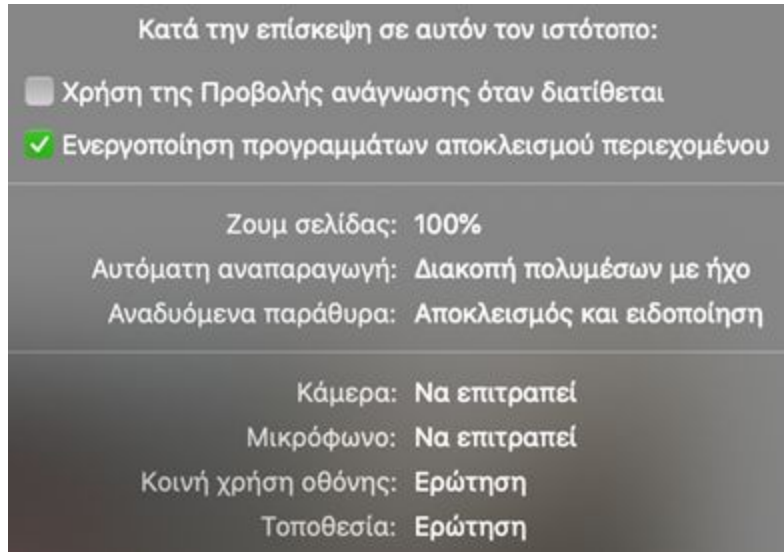 Κατά την επίσκεψη σε αυτόν τον ιστότοπο:
Χρήση της Προβολής ανάγνωσης όταν διατίθεται
Ενεργοποίηση προγραμμάτων αποκλεισμού περιεχομένου
Ζουμ σελίδας: 100%
Αυτόματη αναπαραγωγή: Διακοπή πολυμέσων με ήχο
Αναδυόμενα παράθυρα: Αποκλεισμός και ειδοποίηση
Κάμερα: Να επιτραπεί
Μικρόφωνο: Να επιτραπεί
Κοινή χρήση οθόνης: Ερώτηση
Τοποθεσία: Ερώτηση